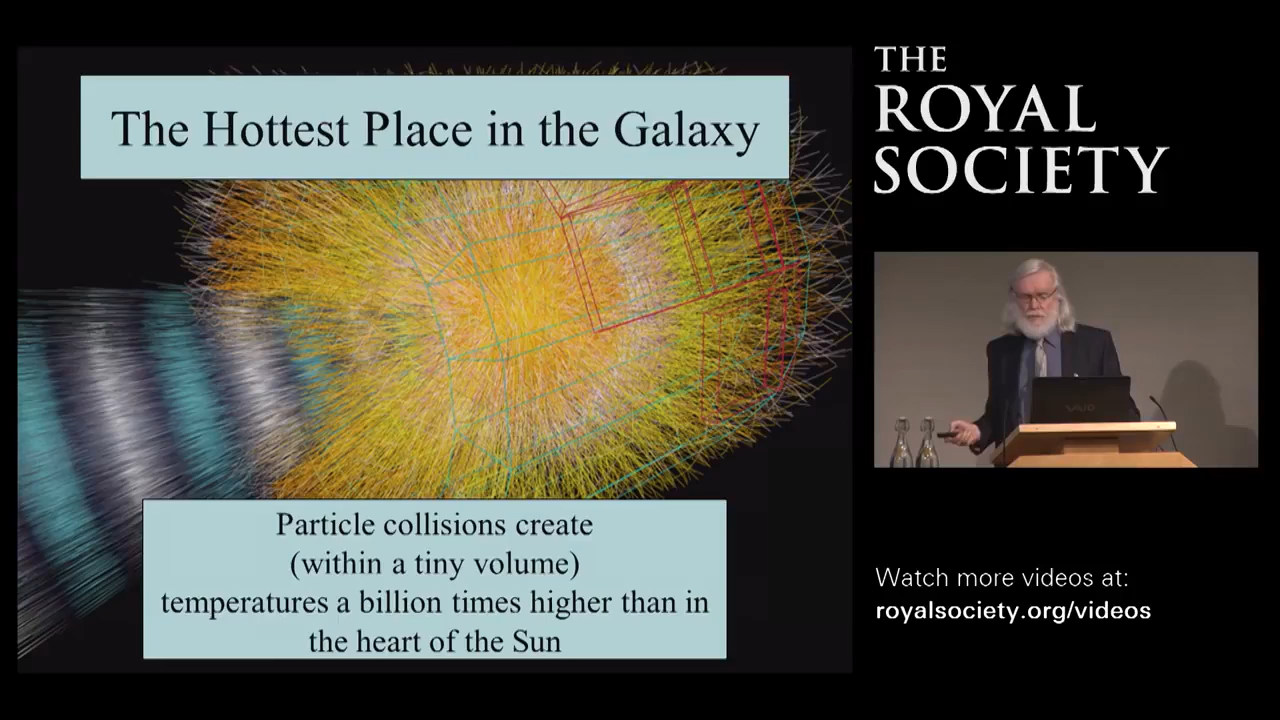 The Hottest Place in the Galaxy
Particle collisions create
(within a tiny volume)
temperatures a billion times higher than in
the heart of the Sun
THE
ROYAL
SOCIETY
VAIO
Watch more videos at:
royalsociety.org/videos